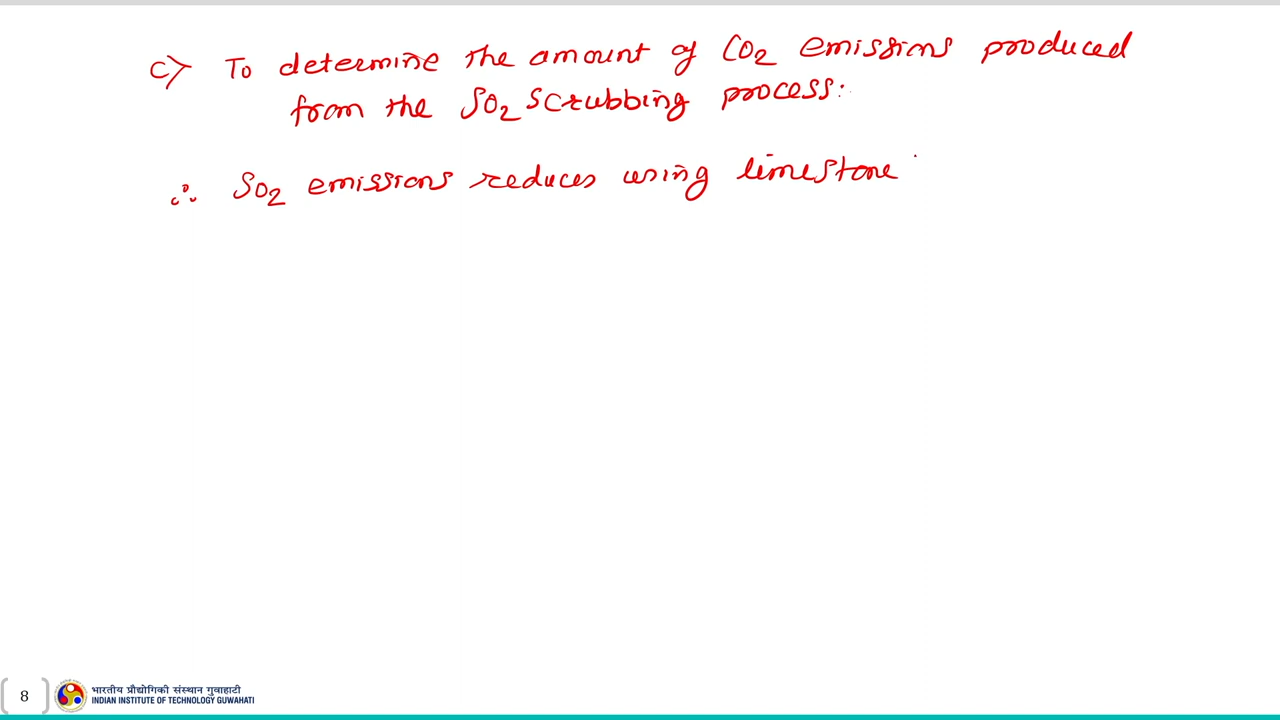 c) To determine the amount of CO2 emissions produced
from the SO2 scrubbing process:
∴ SO2 emissions reduces using limestone
8
भारतीय प्रौद्योगिकी संस्थान गुवाहाटी
INDIAN INSTITUTE OF TECHNOLOGY GUWAHATI